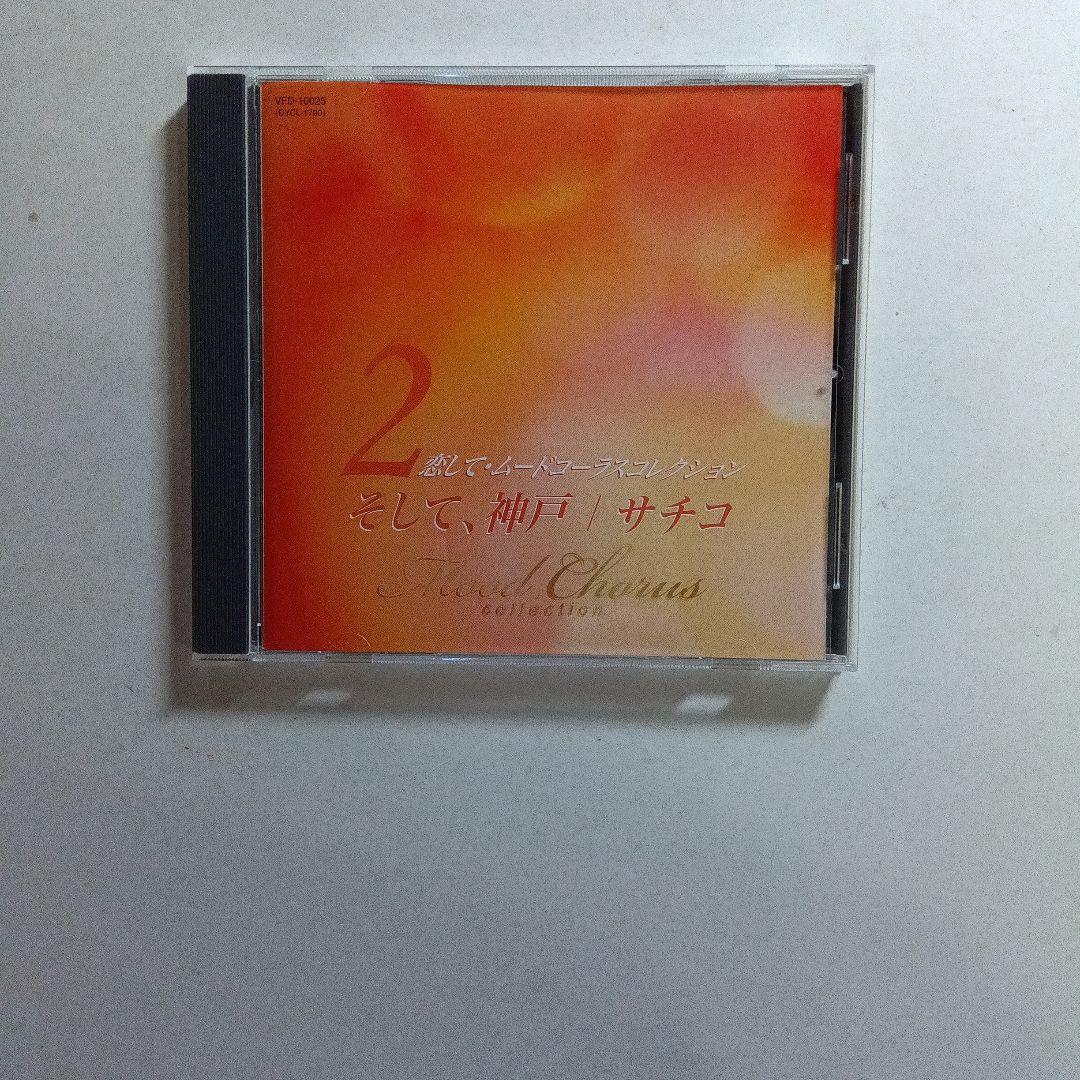 VFD-10025
(DYCL-1700)
2
恋して・ムードコーラスコレクション
そして、神戸 / サチコ
Mood Chorus
collection